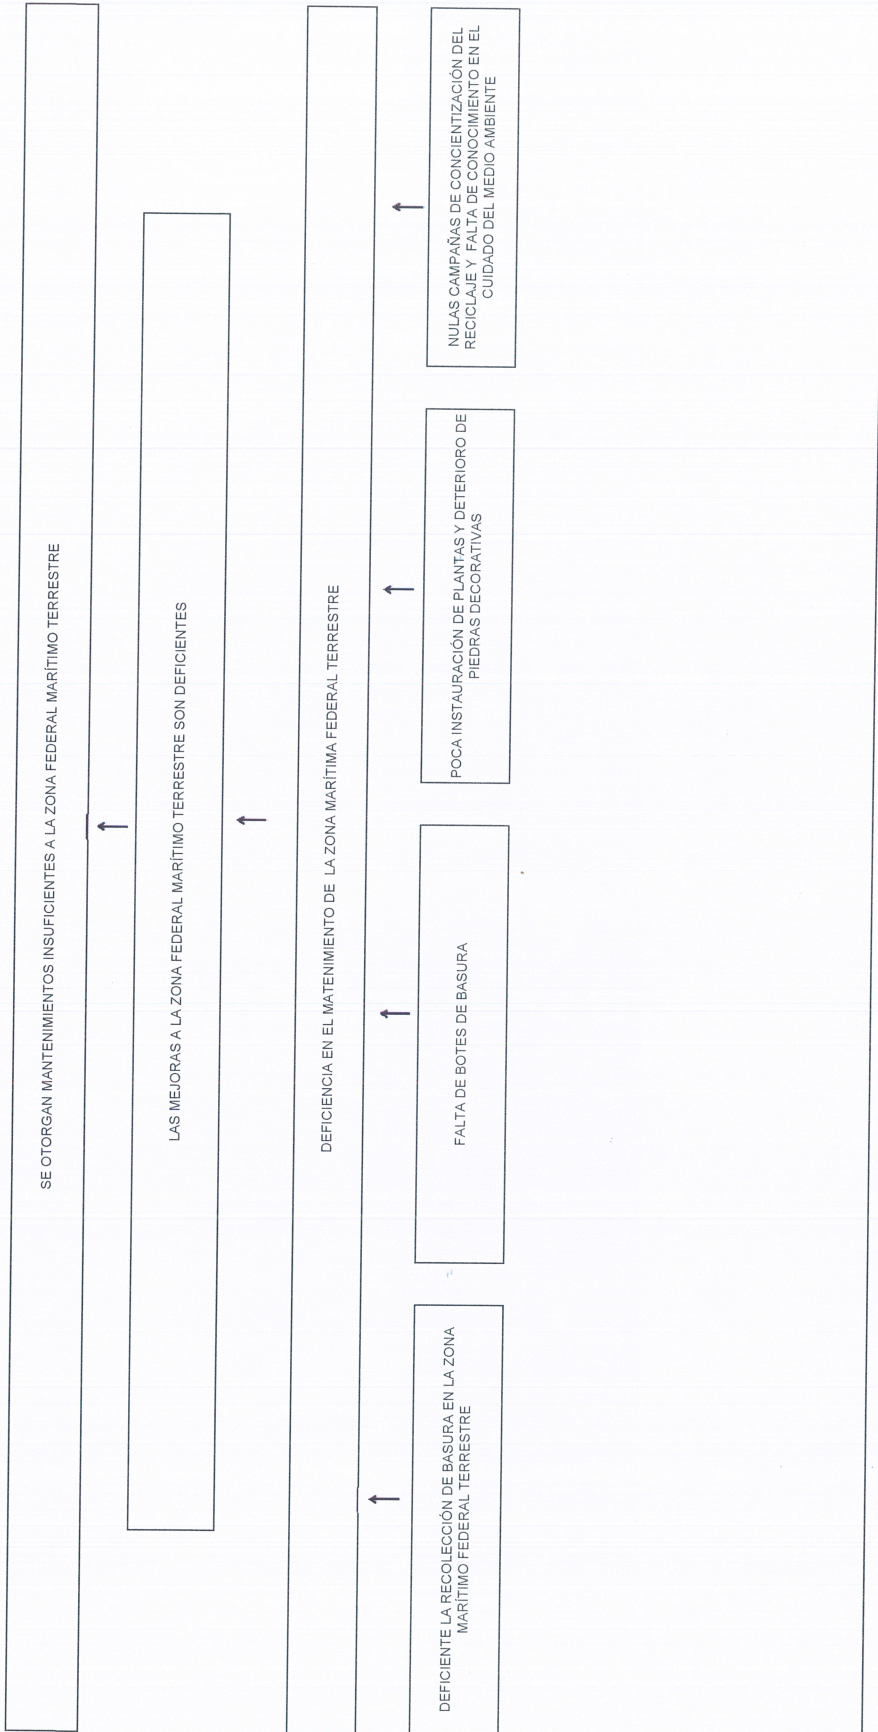 SE OTORGAN MANTENIMIENTOS INSUFICIENTES A LA ZONA FEDERAL MARÍTIMO TERRESTRE
LAS MEJORAS A LA ZONA FEDERAL MARÍTIMO TERRESTRE SON DEFICIENTES
DEFICIENCIA EN EL MATENIMIENTO DE LA ZONA MARÍTIMA FEDERAL TERRESTRE
DEFICIENTE LA RECOLECCIÓN DE BASURA EN LA ZONA
MARÍTIMO FEDERAL TERRESTRE
FALTA DE BOTES DE BASURA
POCA INSTAURACIÓN DE PLANTAS Y DETERIORO DE
PIEDRAS DECORATIVAS
NULAS CAMPAÑAS DE CONCIENTIZACIÓN DEL
RECICLAJE Y FALTA DE CONOCIMIENTO EN EL
CUIDADO DEL MEDIO AMBIENTE